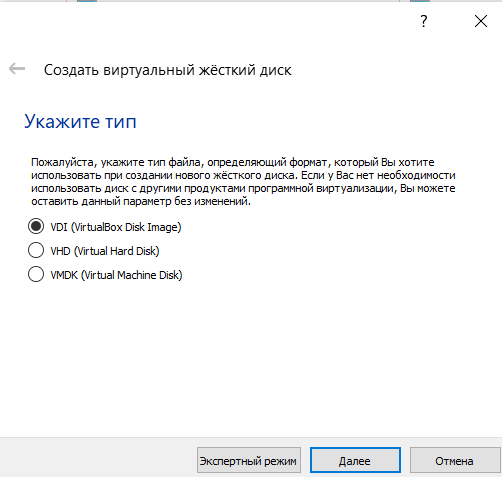 ?
Создать виртуальный жёсткий диск
Укажите тип
Пожалуйста, укажите тип файла, определяющий формат, который Вы хотите
использовать при создании нового жёсткого диска. Если у Вас нет необходимости
использовать диск с другими продуктами программной виртуализации, Вы можете
оставить данный параметр без изменений.
VDI (VirtualBox Disk Image)
VHD (Virtual Hard Disk)
VMDK (Virtual Machine Disk)
Экспертный режим Далее Отмена